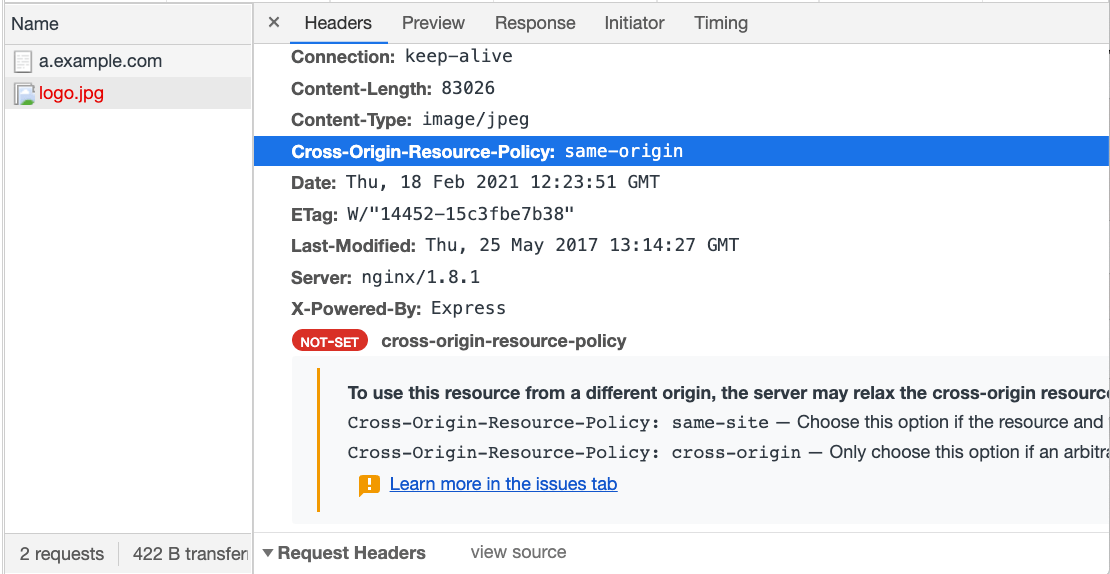 Name
× Headers Preview Response Initiator Timing
a.example.com
logo.jpg
Connection: keep-alive
Content-Length: 83026
Content-Type: image/jpeg
Cross-Origin-Resource-Policy: same-origin
Date: Thu, 18 Feb 2021 12:23:51 GMT
ETag: W/"14452-15c3fbe7b38"
Last-Modified: Thu, 25 May 2017 13:14:27 GMT
Server: nginx/1.8.1
X-Powered-By: Express
NOT-SET cross-origin-resource-policy
To use this resource from a different origin, the server may relax the cross-origin resource
Cross-Origin-Resource-Policy: same-site — Choose this option if the resource and
Cross-Origin-Resource-Policy: cross-origin — Only choose this option if an arbitra
Learn more in the issues tab
Request Headers view source
2 requests 422 B transfer